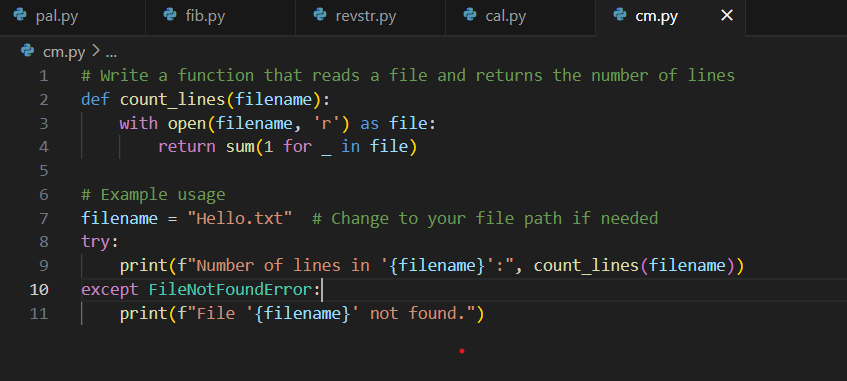 pal.py fib.py revstr.py cal.py cm.py ×
cm.py > ...
1 # Write a function that reads a file and returns the number of lines
2 def count_lines(filename):
3     with open(filename, 'r') as file:
4         return sum(1 for _ in file)
5
6 # Example usage
7 filename = "Hello.txt"  # Change to your file path if needed
8 try:
9     print(f"Number of lines in '{filename}':", count_lines(filename))
10 except FileNotFoundError:
11     print(f"File '{filename}' not found.")